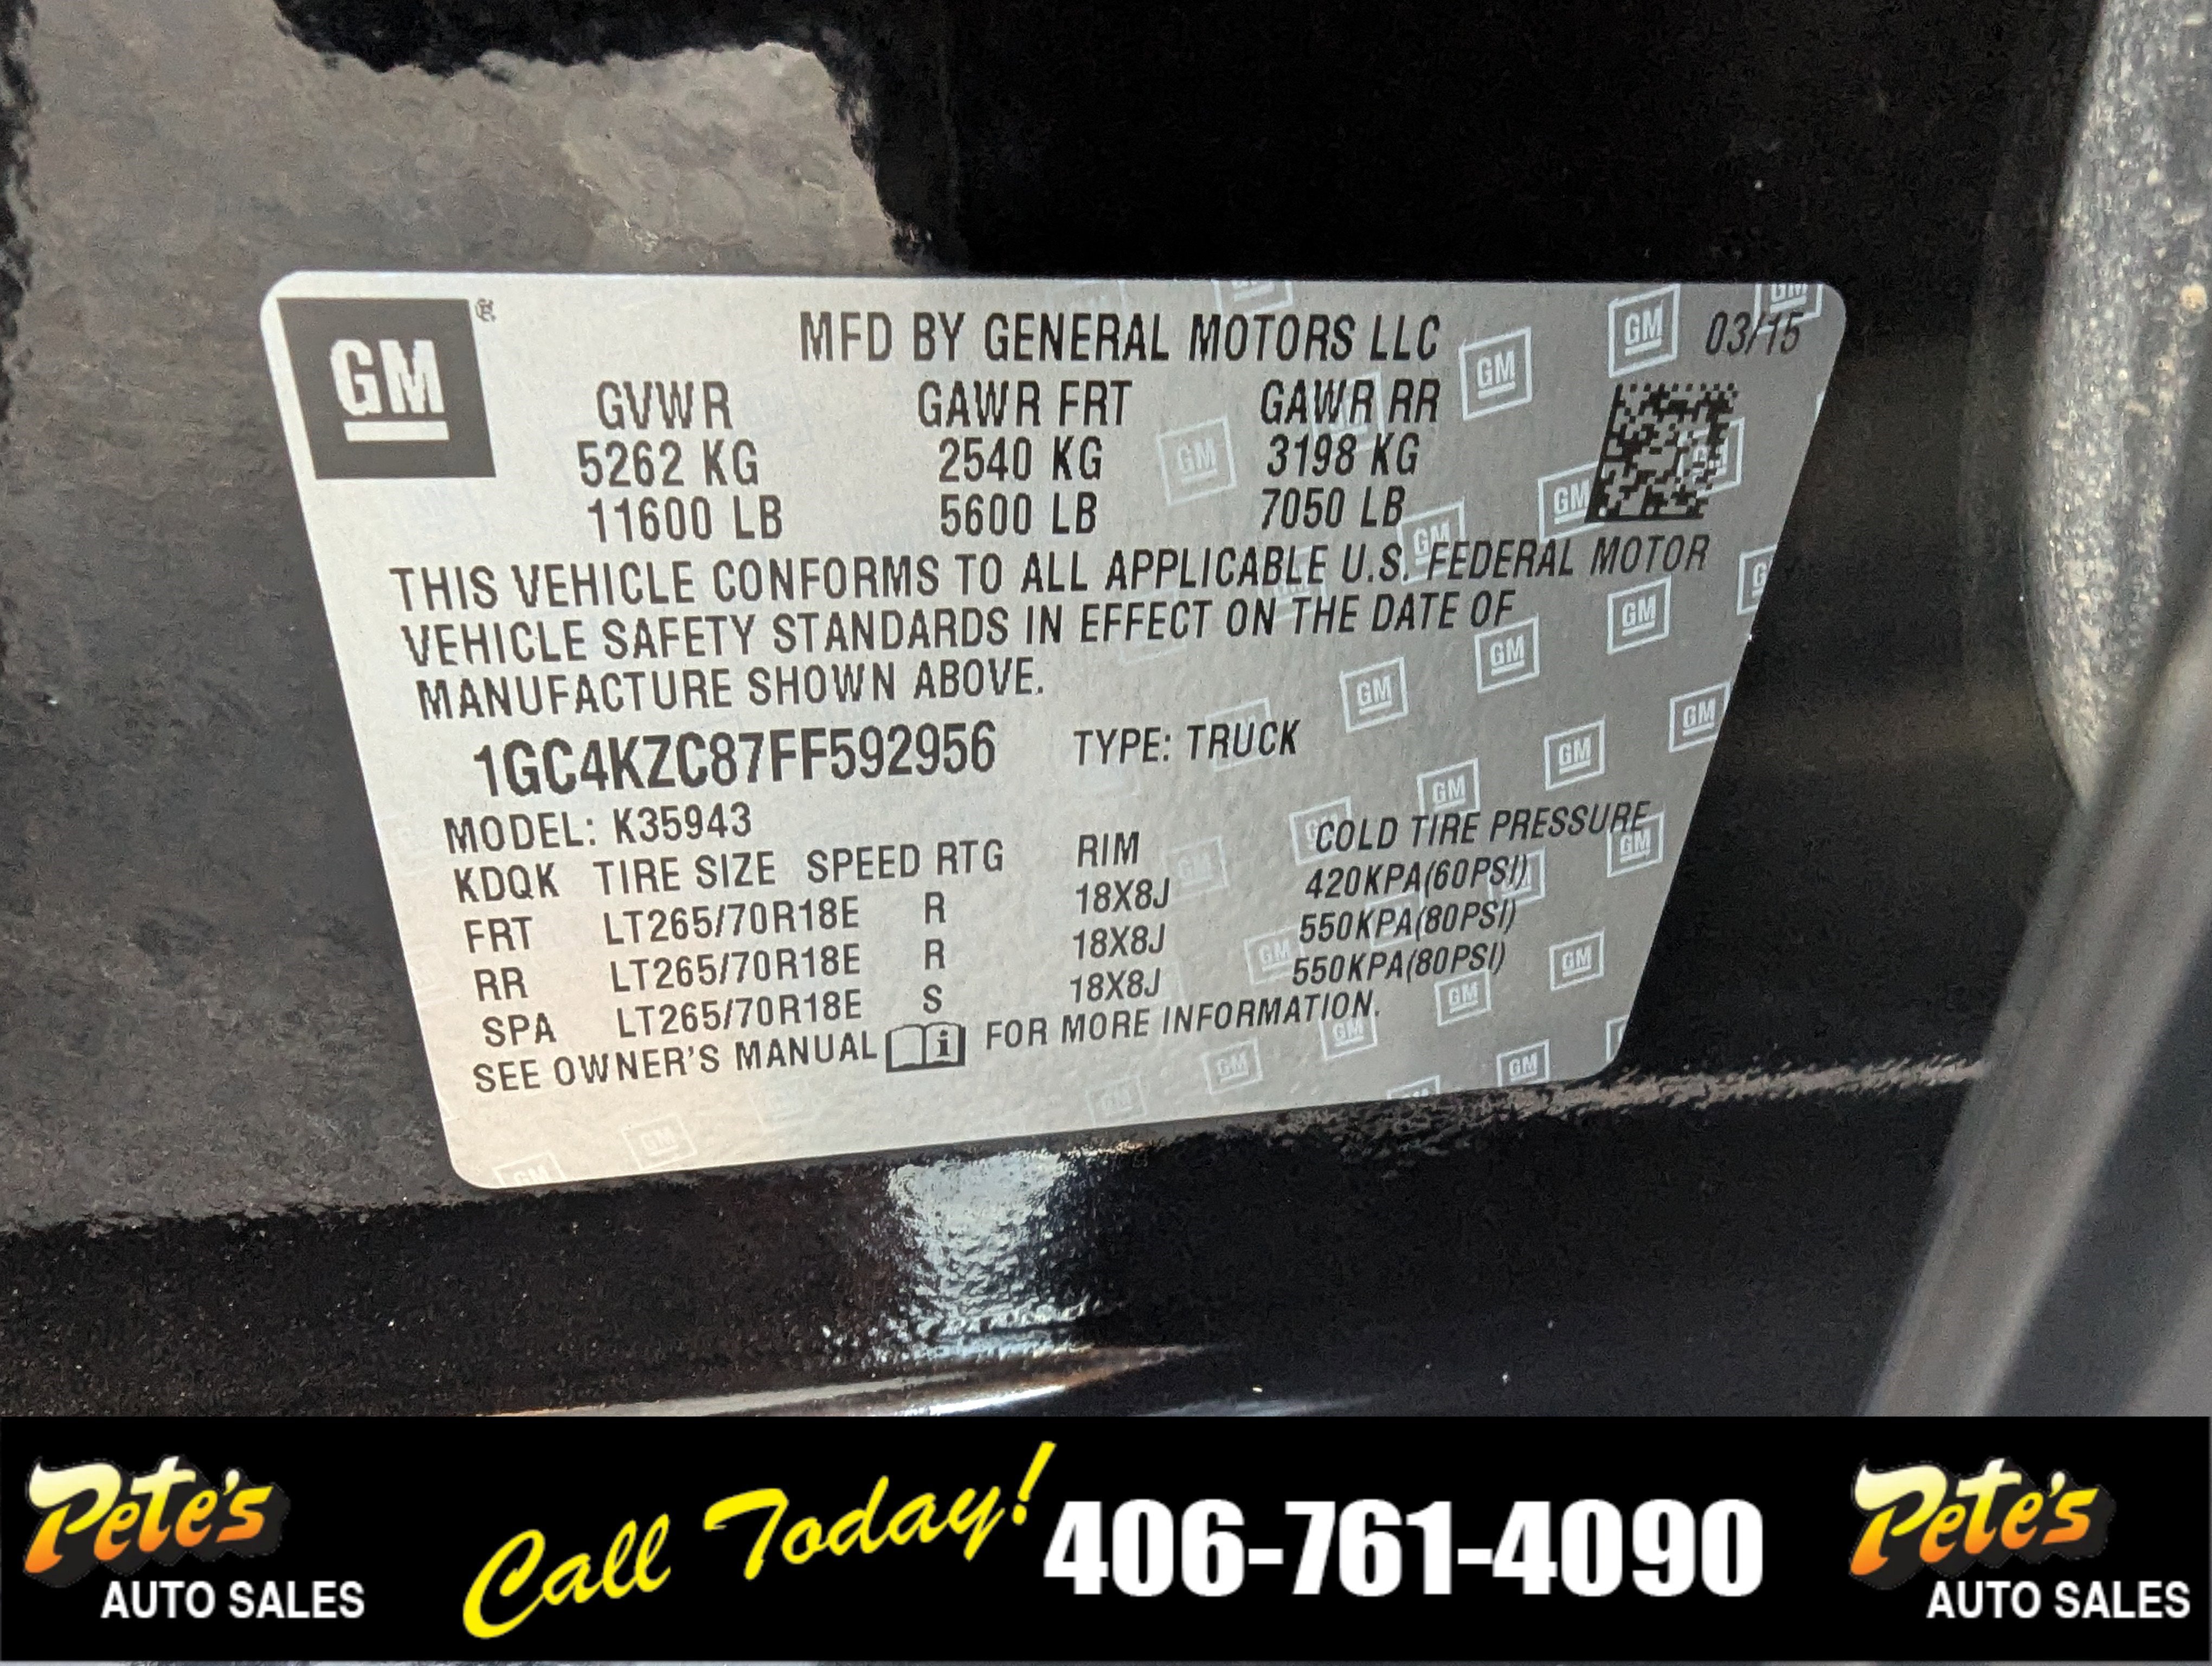 GM®
MFD BY GENERAL MOTORS LLC 03/15
GVWR GAWR FRT GAWR RR
5262 KG 2540 KG 3198 KG
11600 LB 5600 LB 7050 LB
THIS VEHICLE CONFORMS TO ALL APPLICABLE U.S. FEDERAL MOTOR
VEHICLE SAFETY STANDARDS IN EFFECT ON THE DATE OF
MANUFACTURE SHOWN ABOVE.
1GC4KZC87FF592956 TYPE: TRUCK
MODEL: K35943
KDQK TIRE SIZE SPEED RTG RIM COLD TIRE PRESSURE
FRT LT265/70R18E R 18X8J 420KPA(60PSI)
RR LT265/70R18E R 18X8J 550KPA(80PSI)
SPA LT265/70R18E S 18X8J 550KPA(80PSI)
SEE OWNER'S MANUAL i FOR MORE INFORMATION.
Pete's
AUTO SALES
Call Today! 406-761-4090
Pete's
AUTO SALES